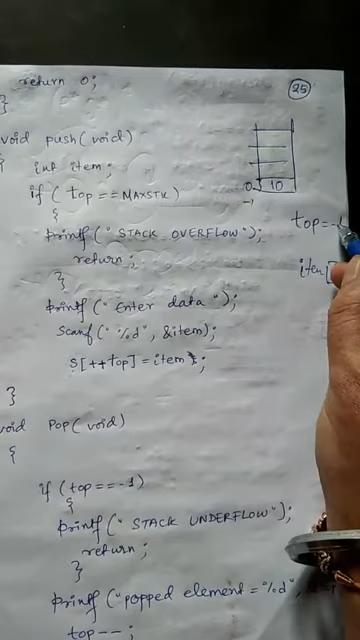 return 0;
}
25
void push(void)
{
int item;
if (top == MAXSTK)
{
printf(" STACK OVERFLOW");
return;
}
printf("Enter data");
scanf("%d", &item);
s[++top] = item;
}
void pop(void)
{
if (top == -1)
{
printf(" STACK UNDERFLOW");
return;
}
printf("popped element = %d",
top--;
0
10
-1
top=-1
item